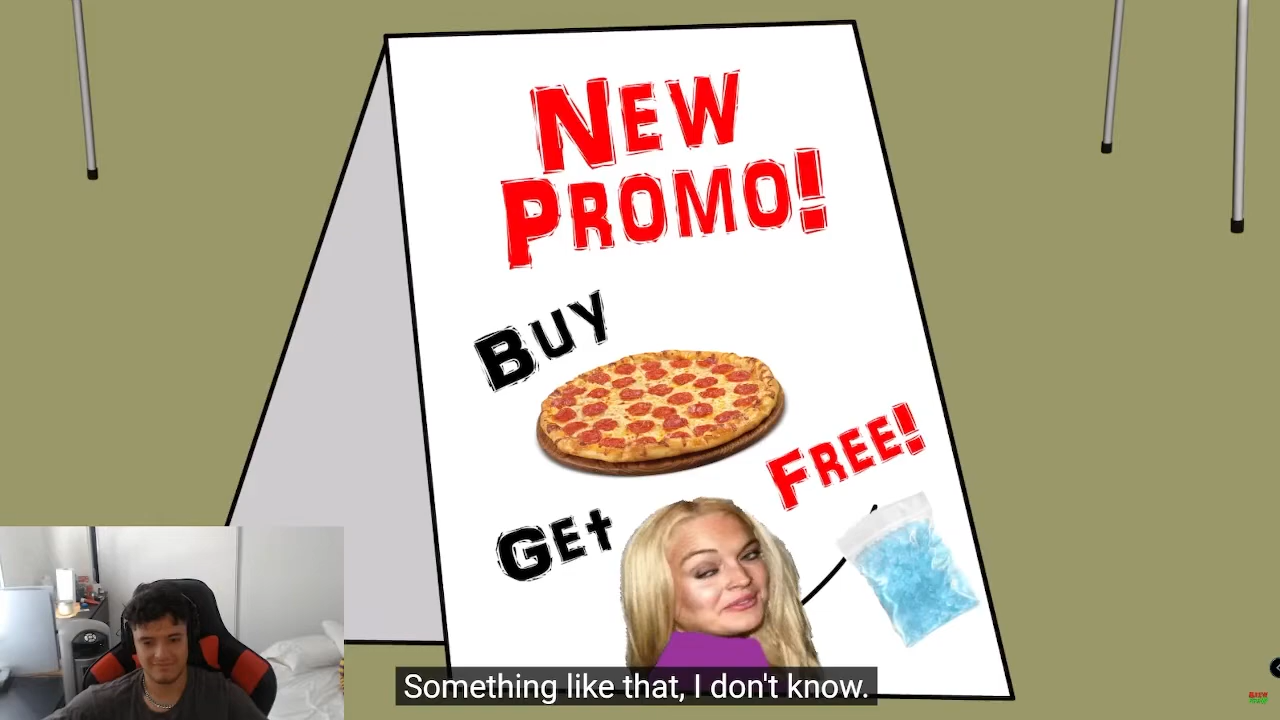 New
Promo!
Buy
Free!
Get
Something like that, I don't know.